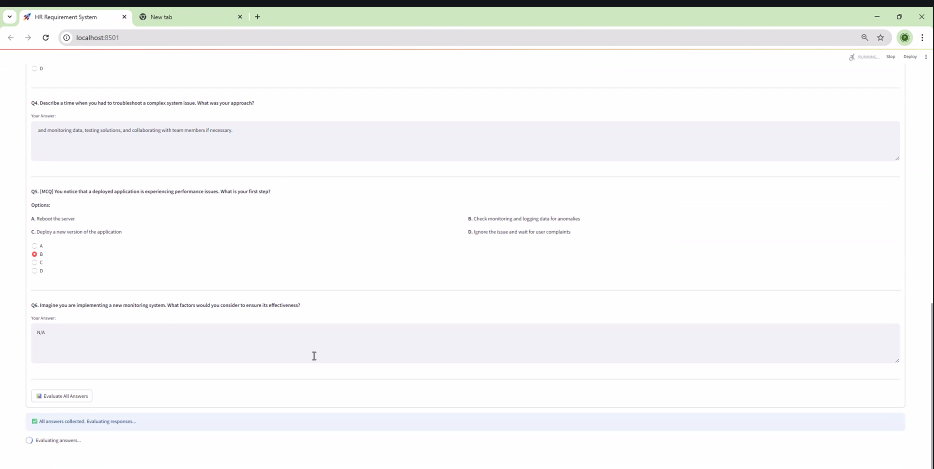 HR Requirement System
New tab
localhost:8501
RUNNING...
Stop
Deploy
D
Q4. Describe a time when you had to troubleshoot a complex system issue. What was your approach?
Your Answer:
and monitoring data, testing solutions, and collaborating with team members if necessary.
Q5. [MCQ] You notice that a deployed application is experiencing performance issues. What is your first step?
Options:
A. Reboot the server
B. Check monitoring and logging data for anomalies
C. Deploy a new version of the application
D. Ignore the issue and wait for user complaints
A
B
C
D
Q6. Imagine you are implementing a new monitoring system. What factors would you consider to ensure its effectiveness?
Your Answer:
N/A
Evaluate All Answers
All answers collected. Evaluating responses...
Evaluating answers...